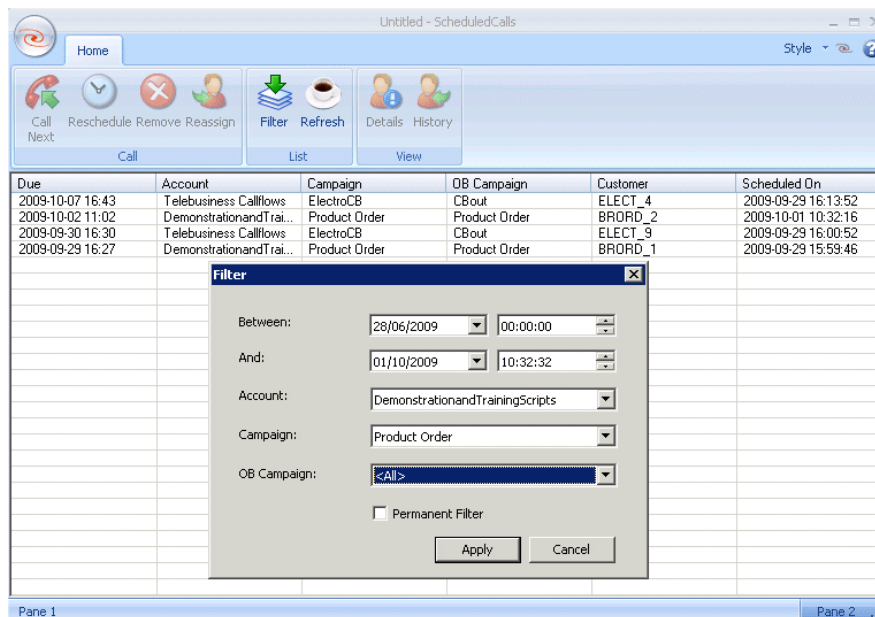 Untitled - ScheduledCalls
Home
Style
Call Next Reschedule Remove Reassign Filter Refresh Details History
Call List View
Due Account Campaign OB Campaign Customer Scheduled On
2009-10-07 16:43 Telebusiness Callflows ElectroCB CBout ELECT_4 2009-09-29 16:13:52
2009-10-02 11:02 DemonstrationandTrai... Product Order Product Order BRORD_2 2009-10-01 10:32:16
2009-09-30 16:30 Telebusiness Callflows ElectroCB CBout ELECT_9 2009-09-29 16:00:52
2009-09-29 16:27 DemonstrationandTrai... Product Order Product Order BRORD_1 2009-09-29 15:59:46
Filter
Between: 28/06/2009 00:00:00
And: 01/10/2009 10:32:32
Account: DemonstrationandTrainingScripts
Campaign: Product Order
OB Campaign: <All>
Permanent Filter
Apply Cancel
Pane 1 Pane 2